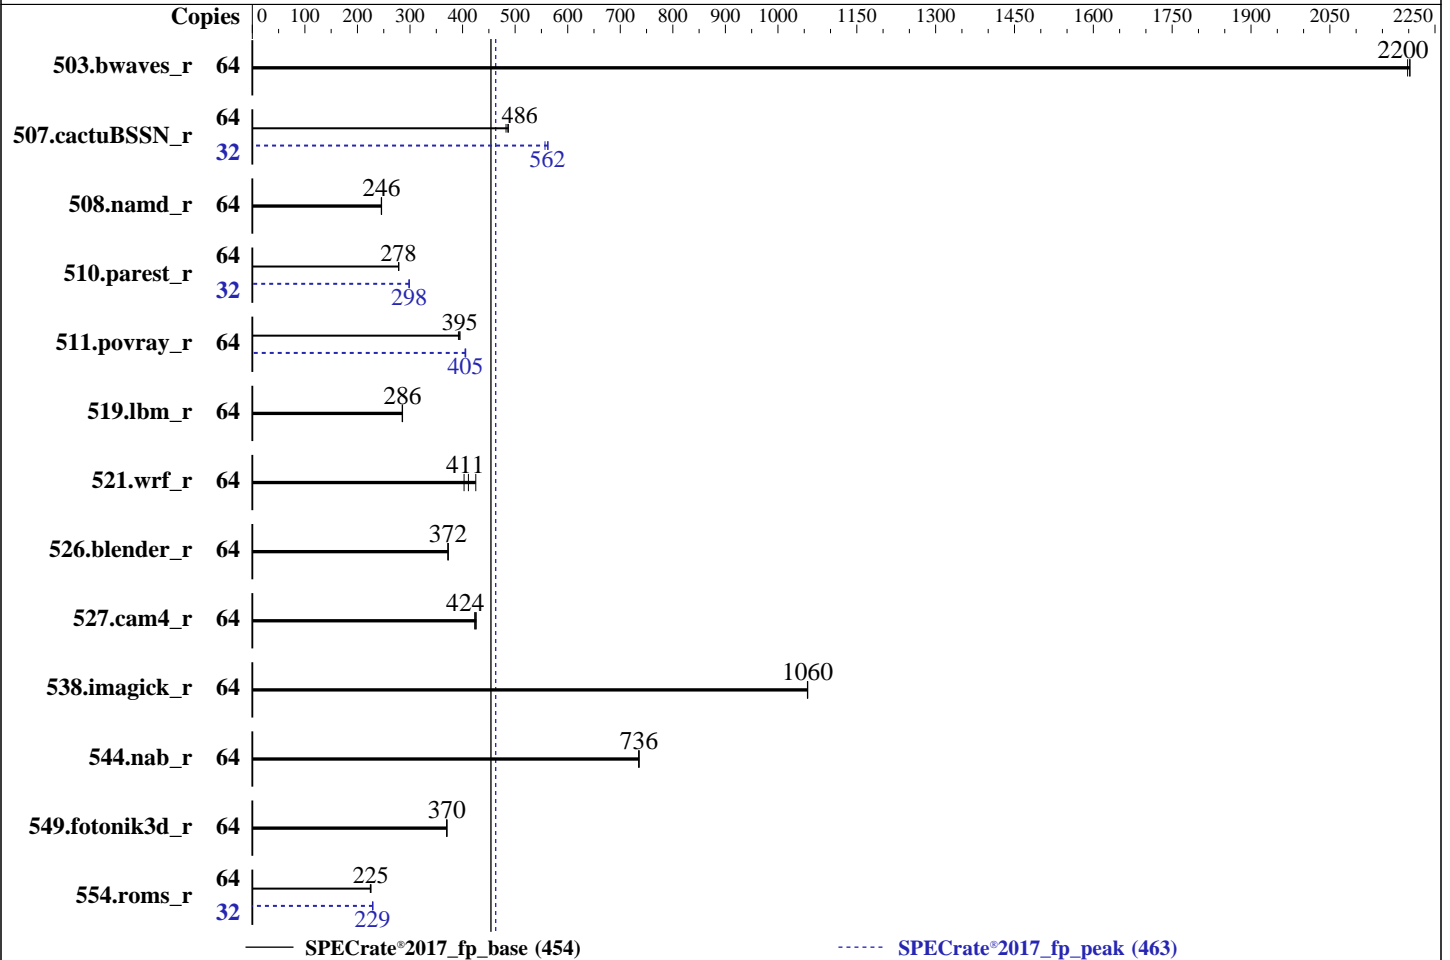 Copies 0 100 200 300 400 500 600 700 800 900 1000 1150 1300 1450 1600 1750 1900 2050 2250
503.bwaves_r 64 2200
507.cactuBSSN_r 64 486
32 562
508.namd_r 64 246
510.parest_r 64 278
32 298
511.povray_r 64 395
405
519.lbm_r 64 286
521.wrf_r 64 411
526.blender_r 64 372
527.cam4_r 64 424
538.imagick_r 64 1060
544.nab_r 64 736
549.fotonik3d_r 64 370
554.roms_r 64 225
32 229
SPECrate®2017_fp_base (454) SPECrate®2017_fp_peak (463)